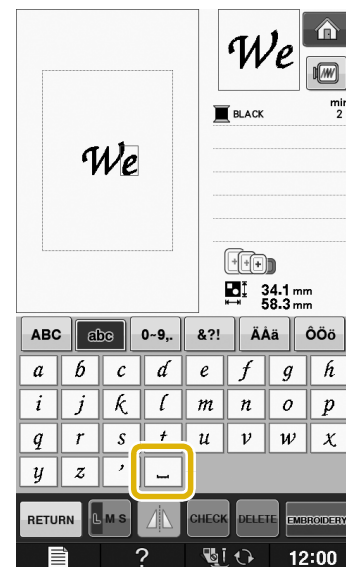 We
We
min
BLACK 2
34.1 mm
58.3 mm
ABC abc 0~9,. &?! ÄÅä ÔÖö
a b c d e f g h
i j k l m n o p
q r s t u v w x
y z ’ ⎵
RETURN L M S CHECK DELETE EMBROIDERY
? 12:00